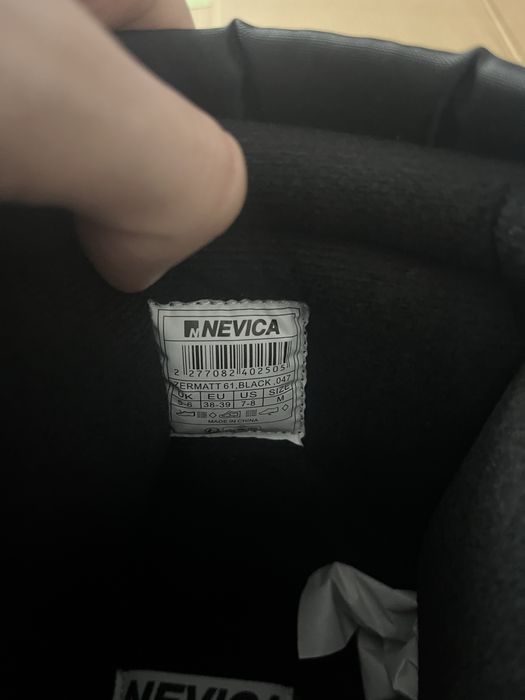 NEVICA
2 277082 402505
ZERMATT 61,BLACK .047
UK EU US SIZE
5-6 38-39 7-8 M
MADE IN CHINA
NEVICA